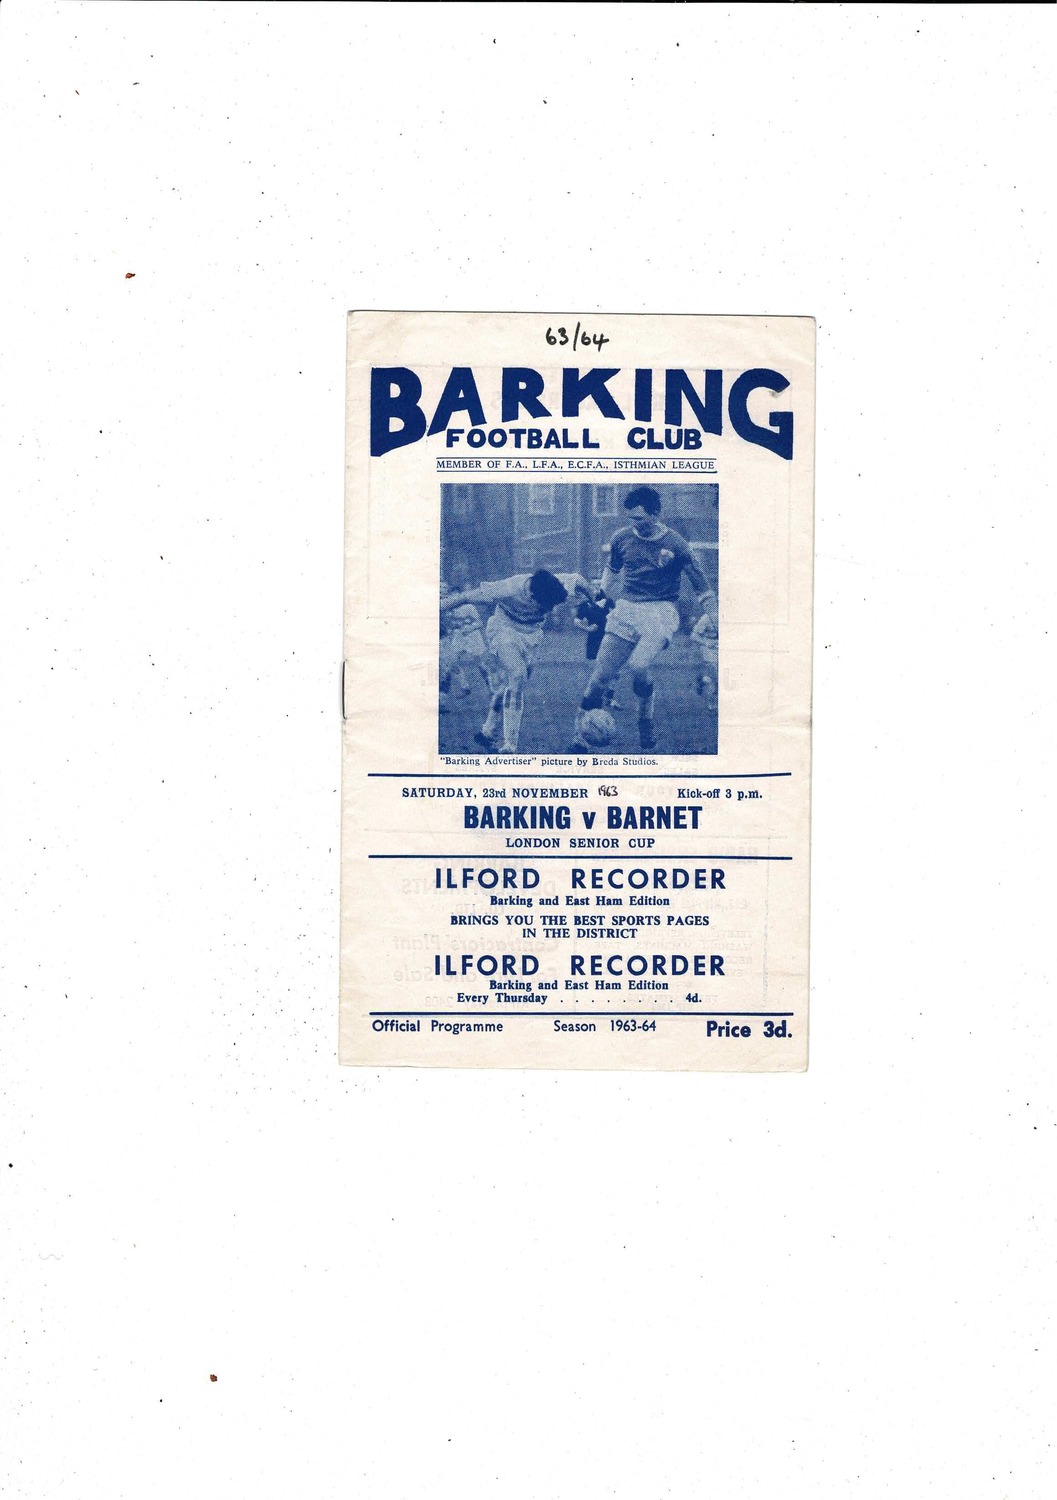 63/64
BARKING
FOOTBALL CLUB
MEMBER OF F.A., L.F.A., E.C.F.A., ISTHMIAN LEAGUE
"Barking Advertiser" picture by Breda Studios.
SATURDAY, 23rd NOVEMBER 1963 Kick-off 3 p.m.
BARKING v BARNET
LONDON SENIOR CUP
ILFORD RECORDER
Barking and East Ham Edition
BRINGS YOU THE BEST SPORTS PAGES
IN THE DISTRICT
ILFORD RECORDER
Barking and East Ham Edition
Every Thursday . . . . . . . . 4d.
Official Programme Season 1963-64 Price 3d.